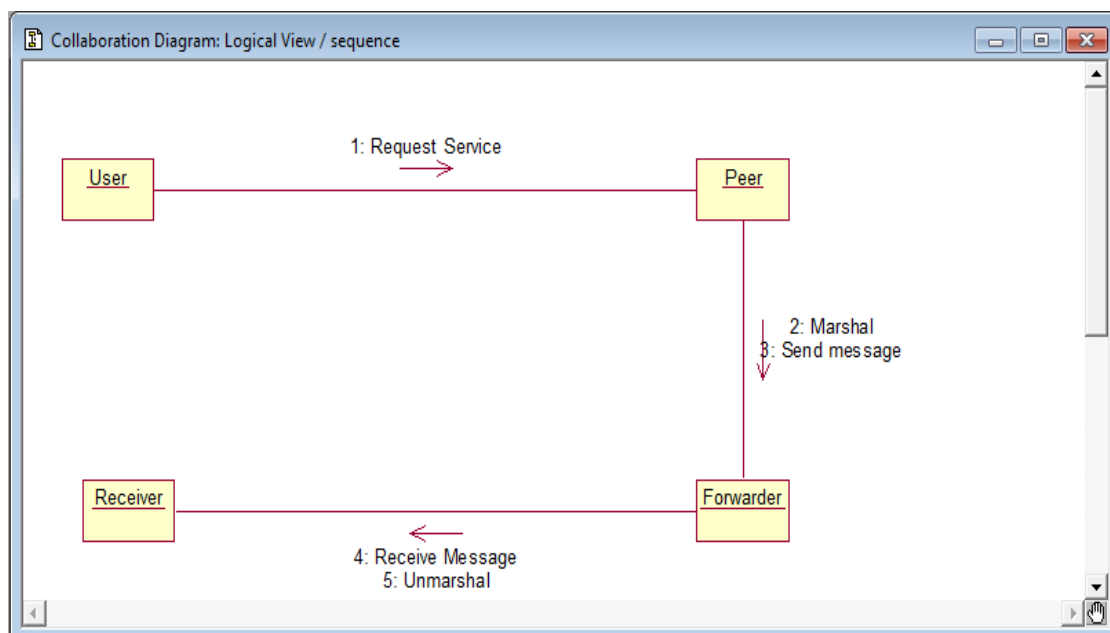 Collaboration Diagram: Logical View / sequence
1: Request Service
User
Peer
2: Marshal
3: Send message
Receiver
Forwarder
4: Receive Message
5: Unmarshal